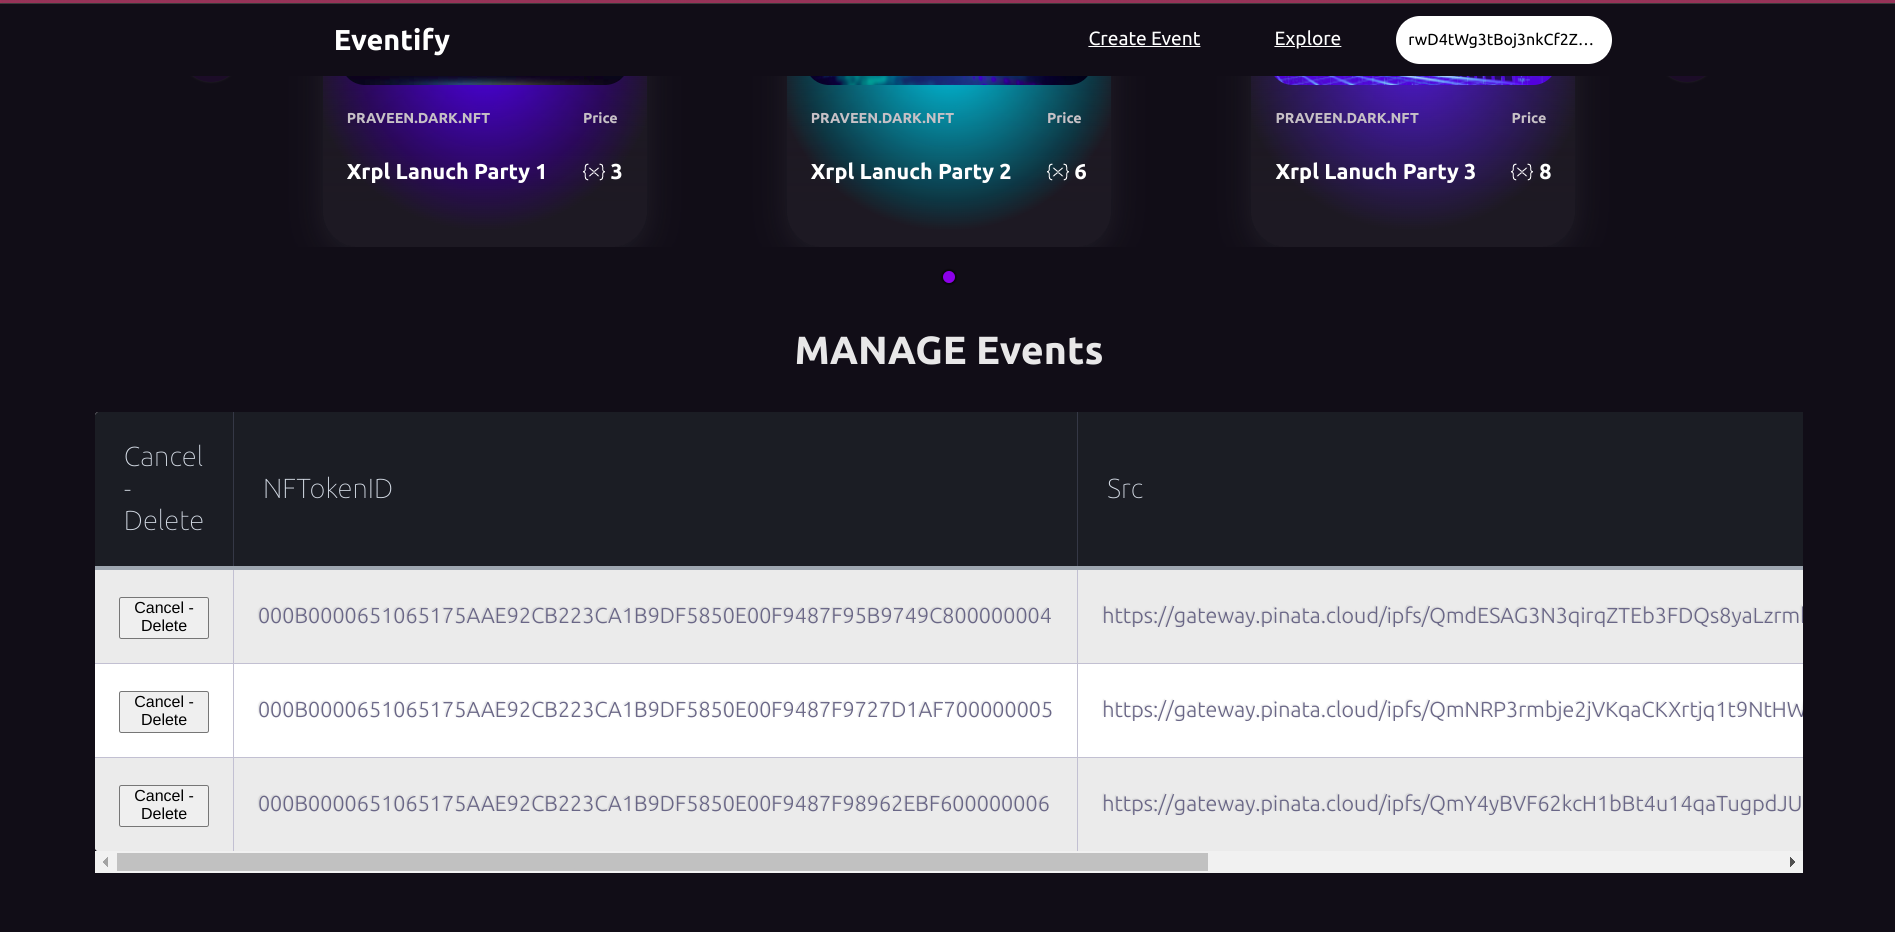 Eventify
Create Event
Explore
rwD4tWg3tBoj3nkCf2Z...
PRAVEEN.DARK.NFT
Price
Xrpl Lanuch Party 1
3
PRAVEEN.DARK.NFT
Price
Xrpl Lanuch Party 2
6
PRAVEEN.DARK.NFT
Price
Xrpl Lanuch Party 3
8
MANAGE Events
Cancel
-
Delete
NFTokenID
Src
Cancel -
Delete
000B0000651065175AAE92CB223CA1B9DF5850E00F9487F95B9749C800000004
https://gateway.pinata.cloud/ipfs/QmdESAG3N3qirqZTEb3FDQs8yaLzrm
Cancel -
Delete
000B0000651065175AAE92CB223CA1B9DF5850E00F9487F9727D1AF700000005
https://gateway.pinata.cloud/ipfs/QmNRP3rmbje2jVKqaCKXrtjq1t9NtHW
Cancel -
Delete
000B0000651065175AAE92CB223CA1B9DF5850E00F9487F98962EBF600000006
https://gateway.pinata.cloud/ipfs/QmY4yBVF62kcH1bBt4u14qaTugpdJU